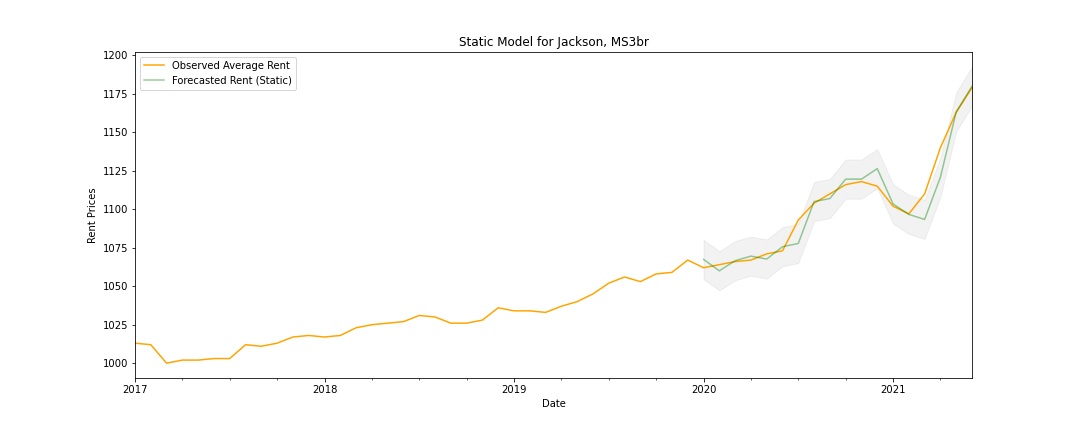 Static Model for Jackson, MS3br
Observed Average Rent
Forecasted Rent (Static)
Rent Prices
1200
1175
1150
1125
1100
1075
1050
1025
1000
2017 2018 2019 2020 2021
Date